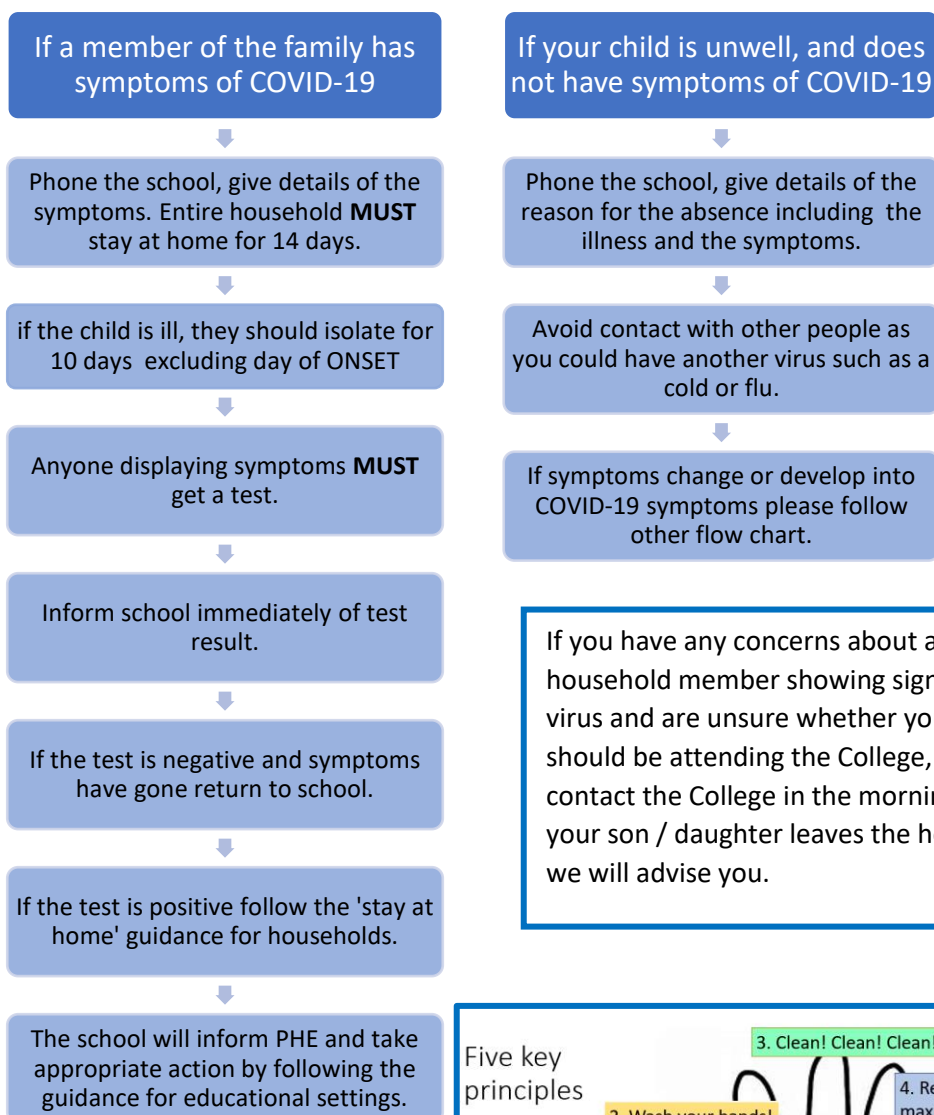 If a member of the family has
symptoms of COVID-19
Phone the school, give details of the
symptoms. Entire household MUST
stay at home for 14 days.
if the child is ill, they should isolate for
10 days excluding day of ONSET
Anyone displaying symptoms MUST
get a test.
Inform school immediately of test
result.
If the test is negative and symptoms
have gone return to school.
If the test is positive follow the 'stay at
home' guidance for households.
The school will inform PHE and take
appropriate action by following the
guidance for educational settings.
If your child is unwell, and does
not have symptoms of COVID-19
Phone the school, give details of the
reason for the absence including the
illness and the symptoms.
Avoid contact with other people as
you could have another virus such as a
cold or flu.
If symptoms change or develop into
COVID-19 symptoms please follow
other flow chart.
If you have any concerns about
household member showing
virus and are unsure whether
should be attending the College,
contact the College in the
your son / daughter leaves the
we will advise you.
Five key
principles
3. Clean! Clean! Clean!
4.